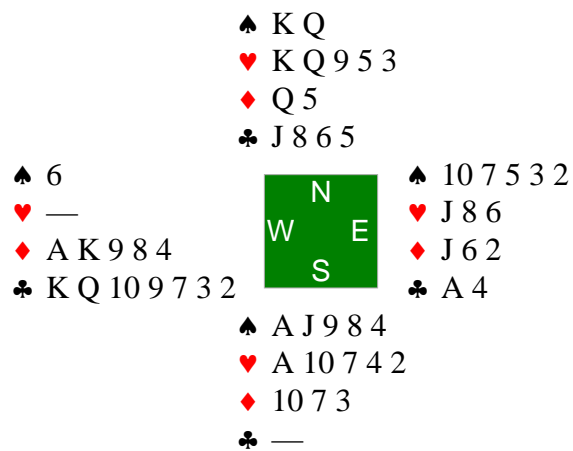 ♠ K Q
♥ K Q 9 5 3
♦ Q 5
♣ J 8 6 5
♠ 6
♥ —
♦ A K 9 8 4
♣ K Q 10 9 7 3 2
N
W E
S
♠ 10 7 5 3 2
♥ J 8 6
♦ J 6 2
♣ A 4
♠ A J 9 8 4
♥ A 10 7 4 2
♦ 10 7 3
♣ —